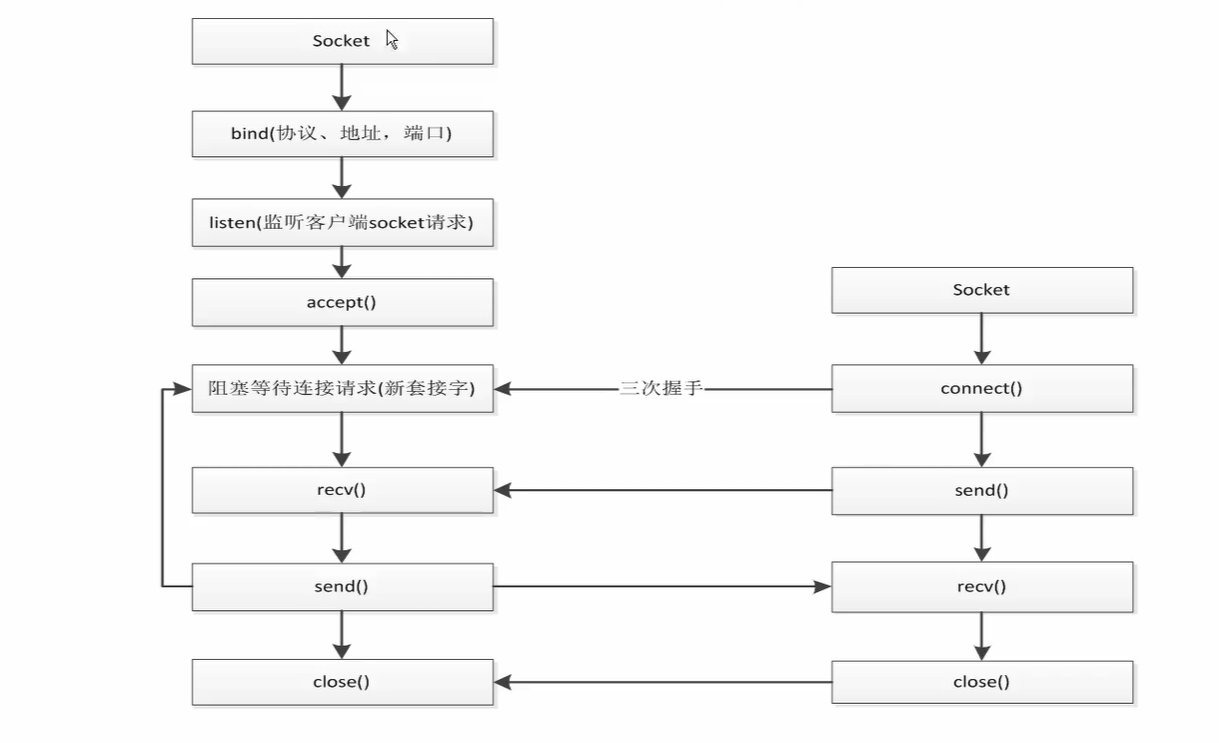 Socket
bind(协议、地址，端口)
listen(监听客户端socket请求)
accept()
阻塞等待连接请求(新套接字)
recv()
send()
close()
三次握手
Socket
connect()
send()
recv()
close()